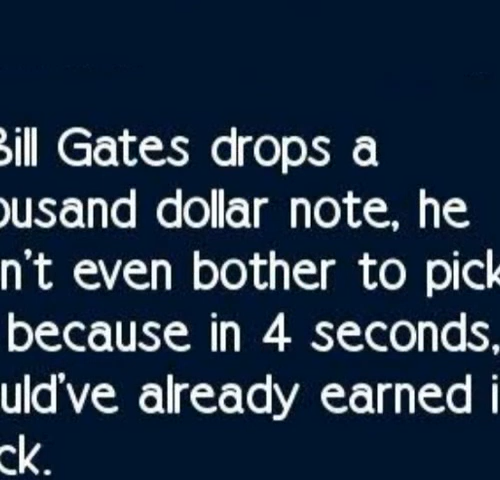 Bill Gates drops a
ousand dollar note, he
n't even bother to pick
because in 4 seconds,
uld've already earned i
ck.